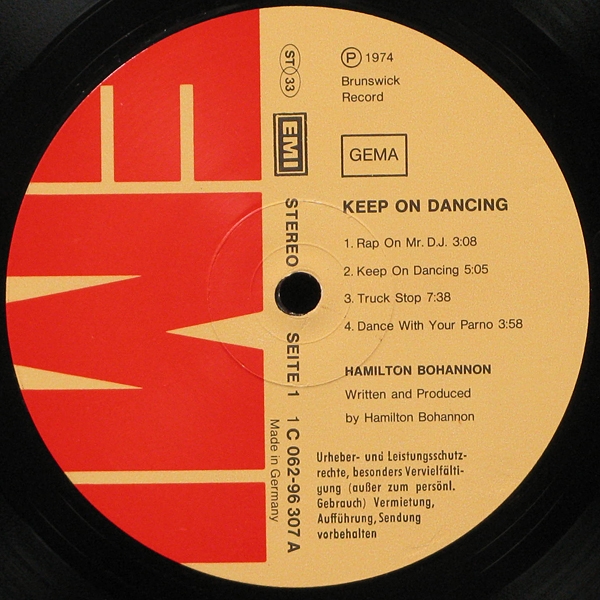 EMI
ST 33
EMI
STEREO
SEITE 1
1 C 062-96 307 A
Made in Germany
Ⓟ 1974
Brunswick
Record
GEMA
KEEP ON DANCING
1. Rap On Mr. D.J. 3:08
2. Keep On Dancing 5:05
3. Truck Stop 7:38
4. Dance With Your Parno 3:58
HAMILTON BOHANNON
Written and Produced
by Hamilton Bohannon
Urheber- und Leistungsschutz-
rechte, besonders Vervielfälti-
gung (außer zum persönl.
Gebrauch) Vermietung,
Aufführung, Sendung
vorbehalten